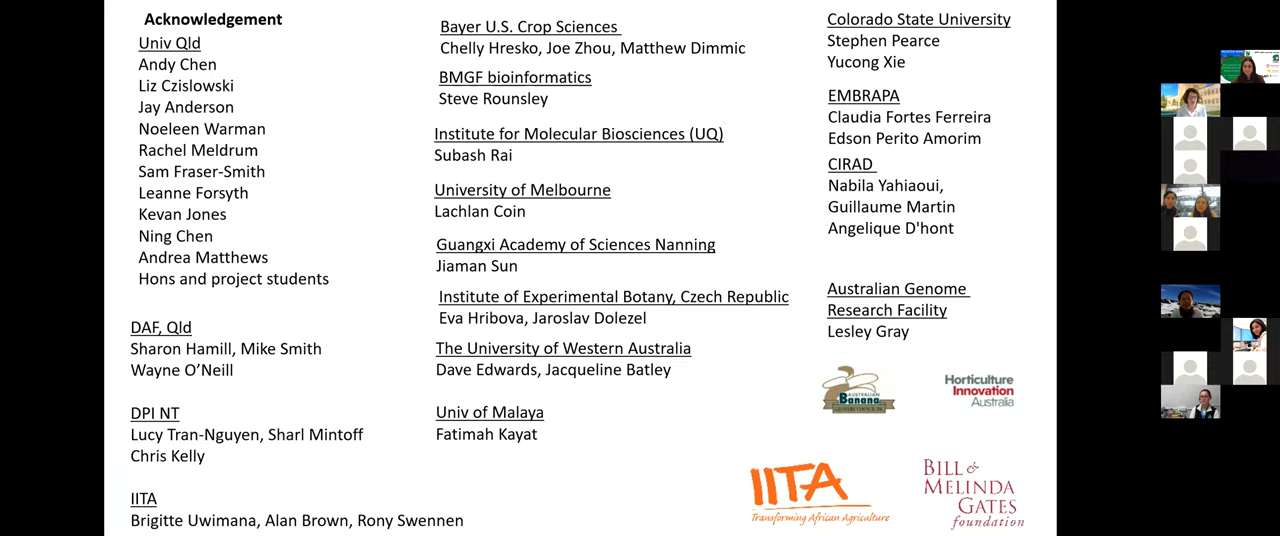 Acknowledgement
Univ Qld
Andy Chen
Liz Czislowski
Jay Anderson
Noeleen Warman
Rachel Meldrum
Sam Fraser-Smith
Leanne Forsyth
Kevan Jones
Ning Chen
Andrea Matthews
Hons and project students
DAF, Qld
Sharon Hamill, Mike Smith
Wayne O’Neill
DPI NT
Lucy Tran-Nguyen, Sharl Mintoff
Chris Kelly
IITA
Brigitte Uwimana, Alan Brown, Rony Swennen
Bayer U.S. Crop Sciences
Chelly Hresko, Joe Zhou, Matthew Dimmic
BMGF bioinformatics
Steve Rounsley
Institute for Molecular Biosciences (UQ)
Subash Rai
University of Melbourne
Lachlan Coin
Guangxi Academy of Sciences Nanning
Jiaman Sun
Institute of Experimental Botany, Czech Republic
Eva Hribova, Jaroslav Dolezel
The University of Western Australia
Dave Edwards, Jacqueline Batley
Univ of Malaya
Fatimah Kayat
Colorado State University
Stephen Pearce
Yucong Xie
EMBRAPA
Claudia Fortes Ferreira
Edson Perito Amorim
CIRAD
Nabila Yahiaoui,
Guillaume Martin
Angelique D'hont
Australian Genome
Research Facility
Lesley Gray
AUSTRALIAN
Banana
Horticulture
Innovation
Australia
IITA
Transforming African Agriculture
BILL &
MELINDA
GATES
foundation